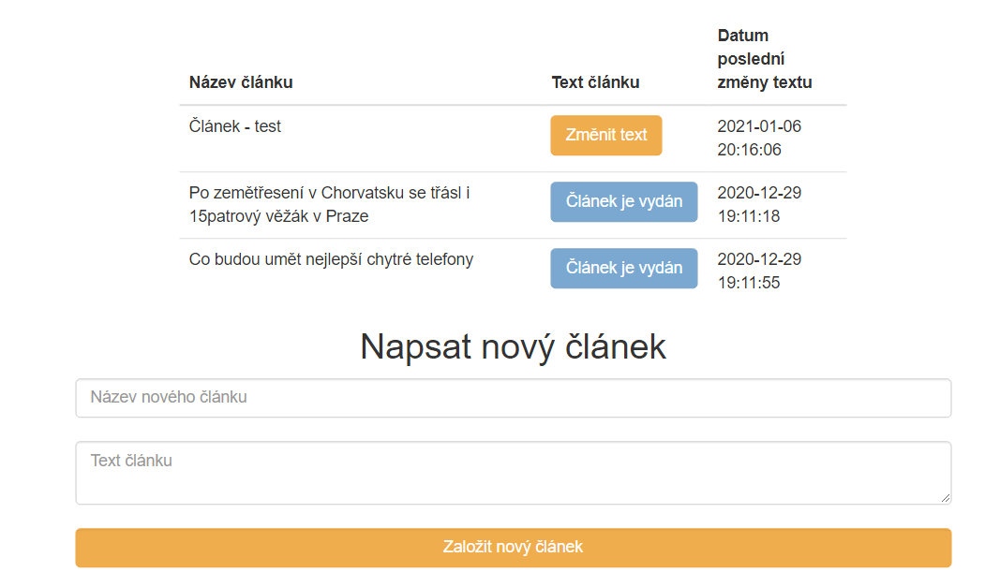 Název článku Text článku Datum
poslední
změny textu
Článek - test Změnit text 2021-01-06
20:16:06
Po zemětřesení v Chorvatsku se třásl i Článek je vydán 2020-12-29
15patrový věžák v Praze 19:11:18
Co budou umět nejlepší chytré telefony Článek je vydán 2020-12-29
19:11:55
Napsat nový článek
Název nového článku
Text článku
Založit nový článek